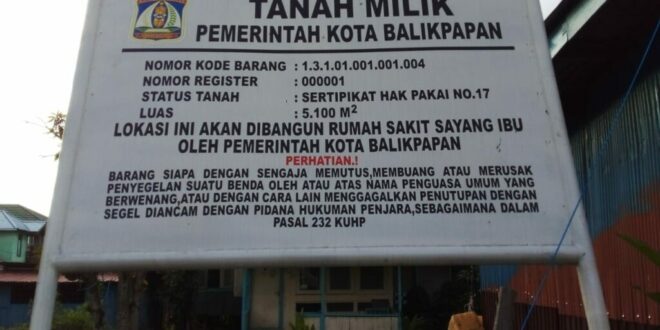 TANAH MILIK
PEMERINTAH KOTA BALIKPAPAN
NOMOR KODE BARANG : 1.3.1.01.001.001.004
NOMOR REGISTER : 000001
STATUS TANAH : SERTIPIKAT HAK PAKAI NO.17
LUAS : 5.100 M2
LOKASI INI AKAN DIBANGUN RUMAH SAKIT SAYANG IBU
OLEH PEMERINTAH KOTA BALIKPAPAN
PERHATIAN.!
BARANG SIAPA DENGAN SENGAJA MEMUTUS,MEMBUANG ATAU MERUSAK
PENYEGELAN SUATU BENDA OLEH ATAU ATAS NAMA PENGUASA UMUM YANG
BERWENANG,ATAU DENGAN CARA LAIN MENGGAGALKAN PENUTUPAN DENGAN
SEGEL DIANCAM DENGAN PIDANA HUKUMAN PENJARA,SEBAGAIMANA DALAM
PASAL 232 KUHP